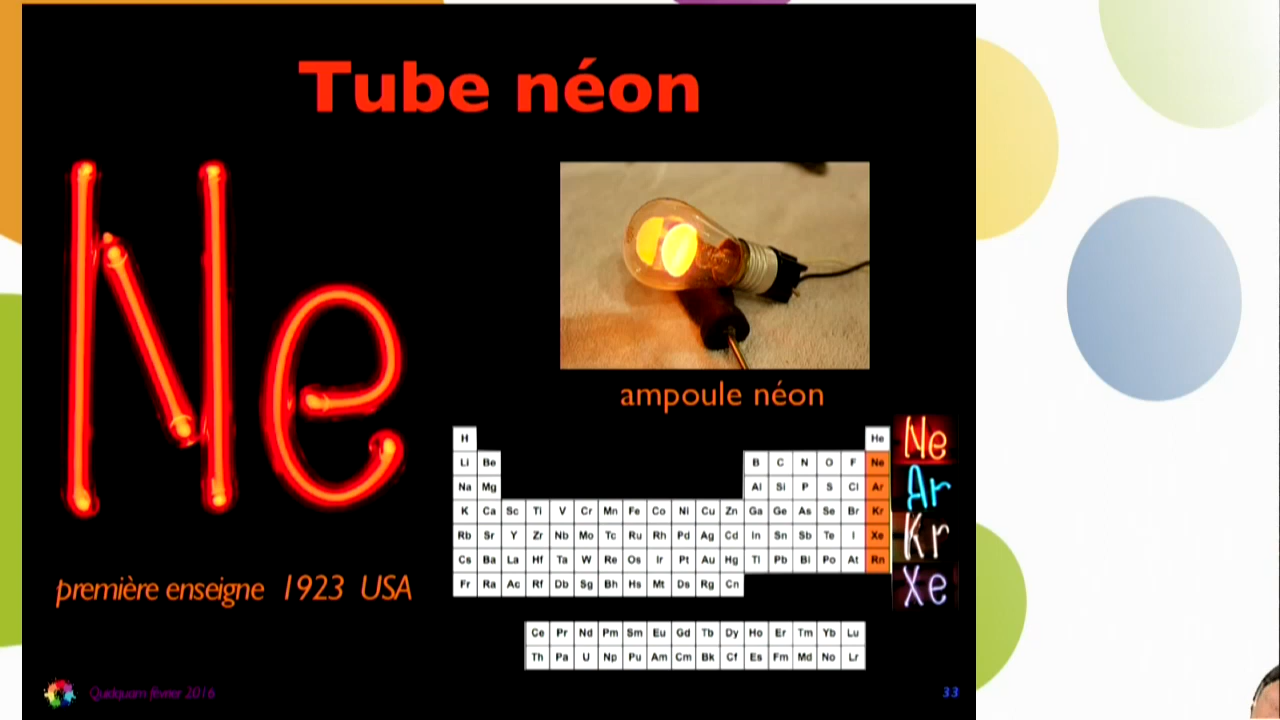 Tube néon
Ne
ampoule néon
première enseigne 1923 USA
H He
Li Be B C N O F Ne
Na Mg Al Si P S Cl Ar
K Ca Sc Ti V Cr Mn Fe Co Ni Cu Zn Ga Ge As Se Br Kr
Rb Sr Y Zr Nb Mo Tc Ru Rh Pd Ag Cd In Sn Sb Te I Xe
Cs Ba La Hf Ta W Re Os Ir Pt Au Hg Tl Pb Bi Po At Rn
Fr Ra Ac Rf Db Sg Bh Hs Mt Ds Rg Cn
Ce Pr Nd Pm Sm Eu Gd Tb Dy Ho Er Tm Yb Lu
Th Pa U Np Pu Am Cm Bk Cf Es Fm Md No Lr
Ne
Ar
Kr
Xe
Quidquam février 2016
33